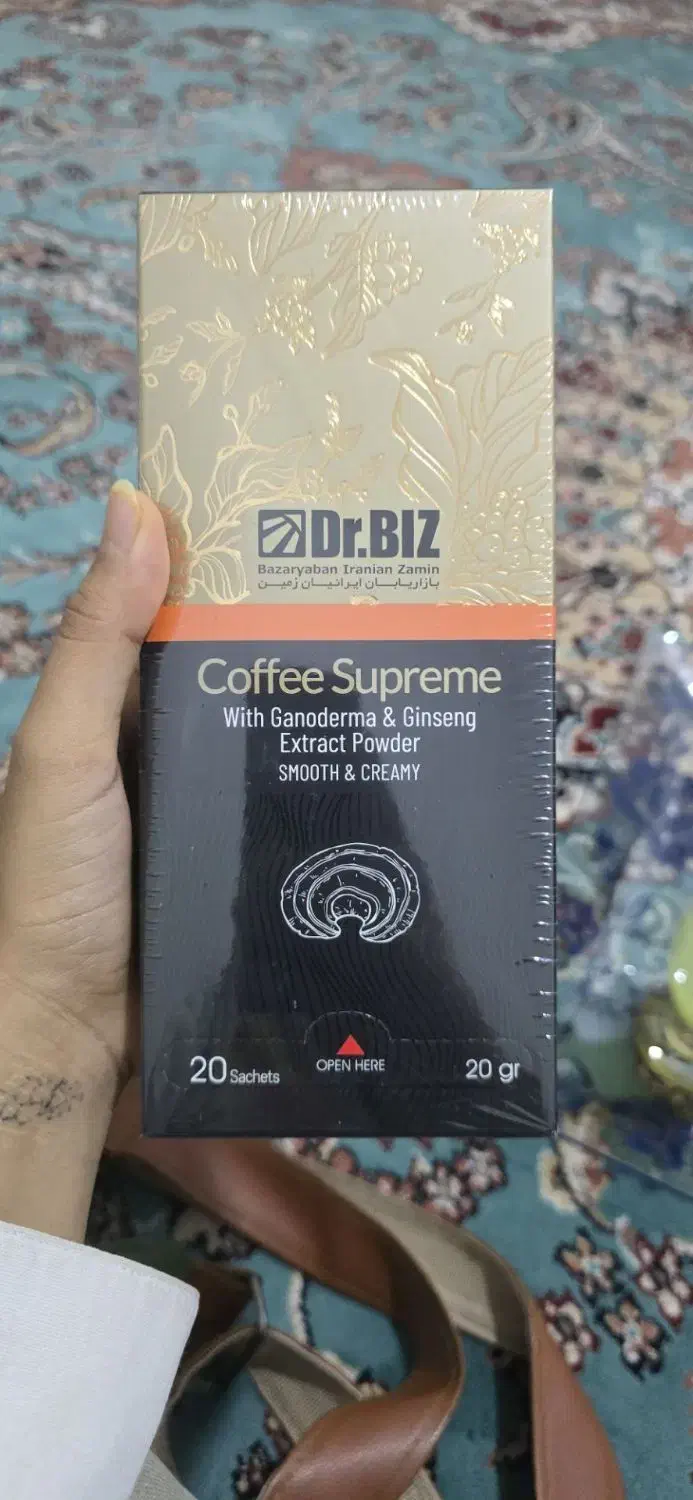 Dr.BIZ
Bazaryaban Iranian Zamin
بازاریابان ایرانیان زمین
Coffee Supreme
With Ganoderma & Ginseng
Extract Powder
SMOOTH & CREAMY
20 Sachets
OPEN HERE
20 gr